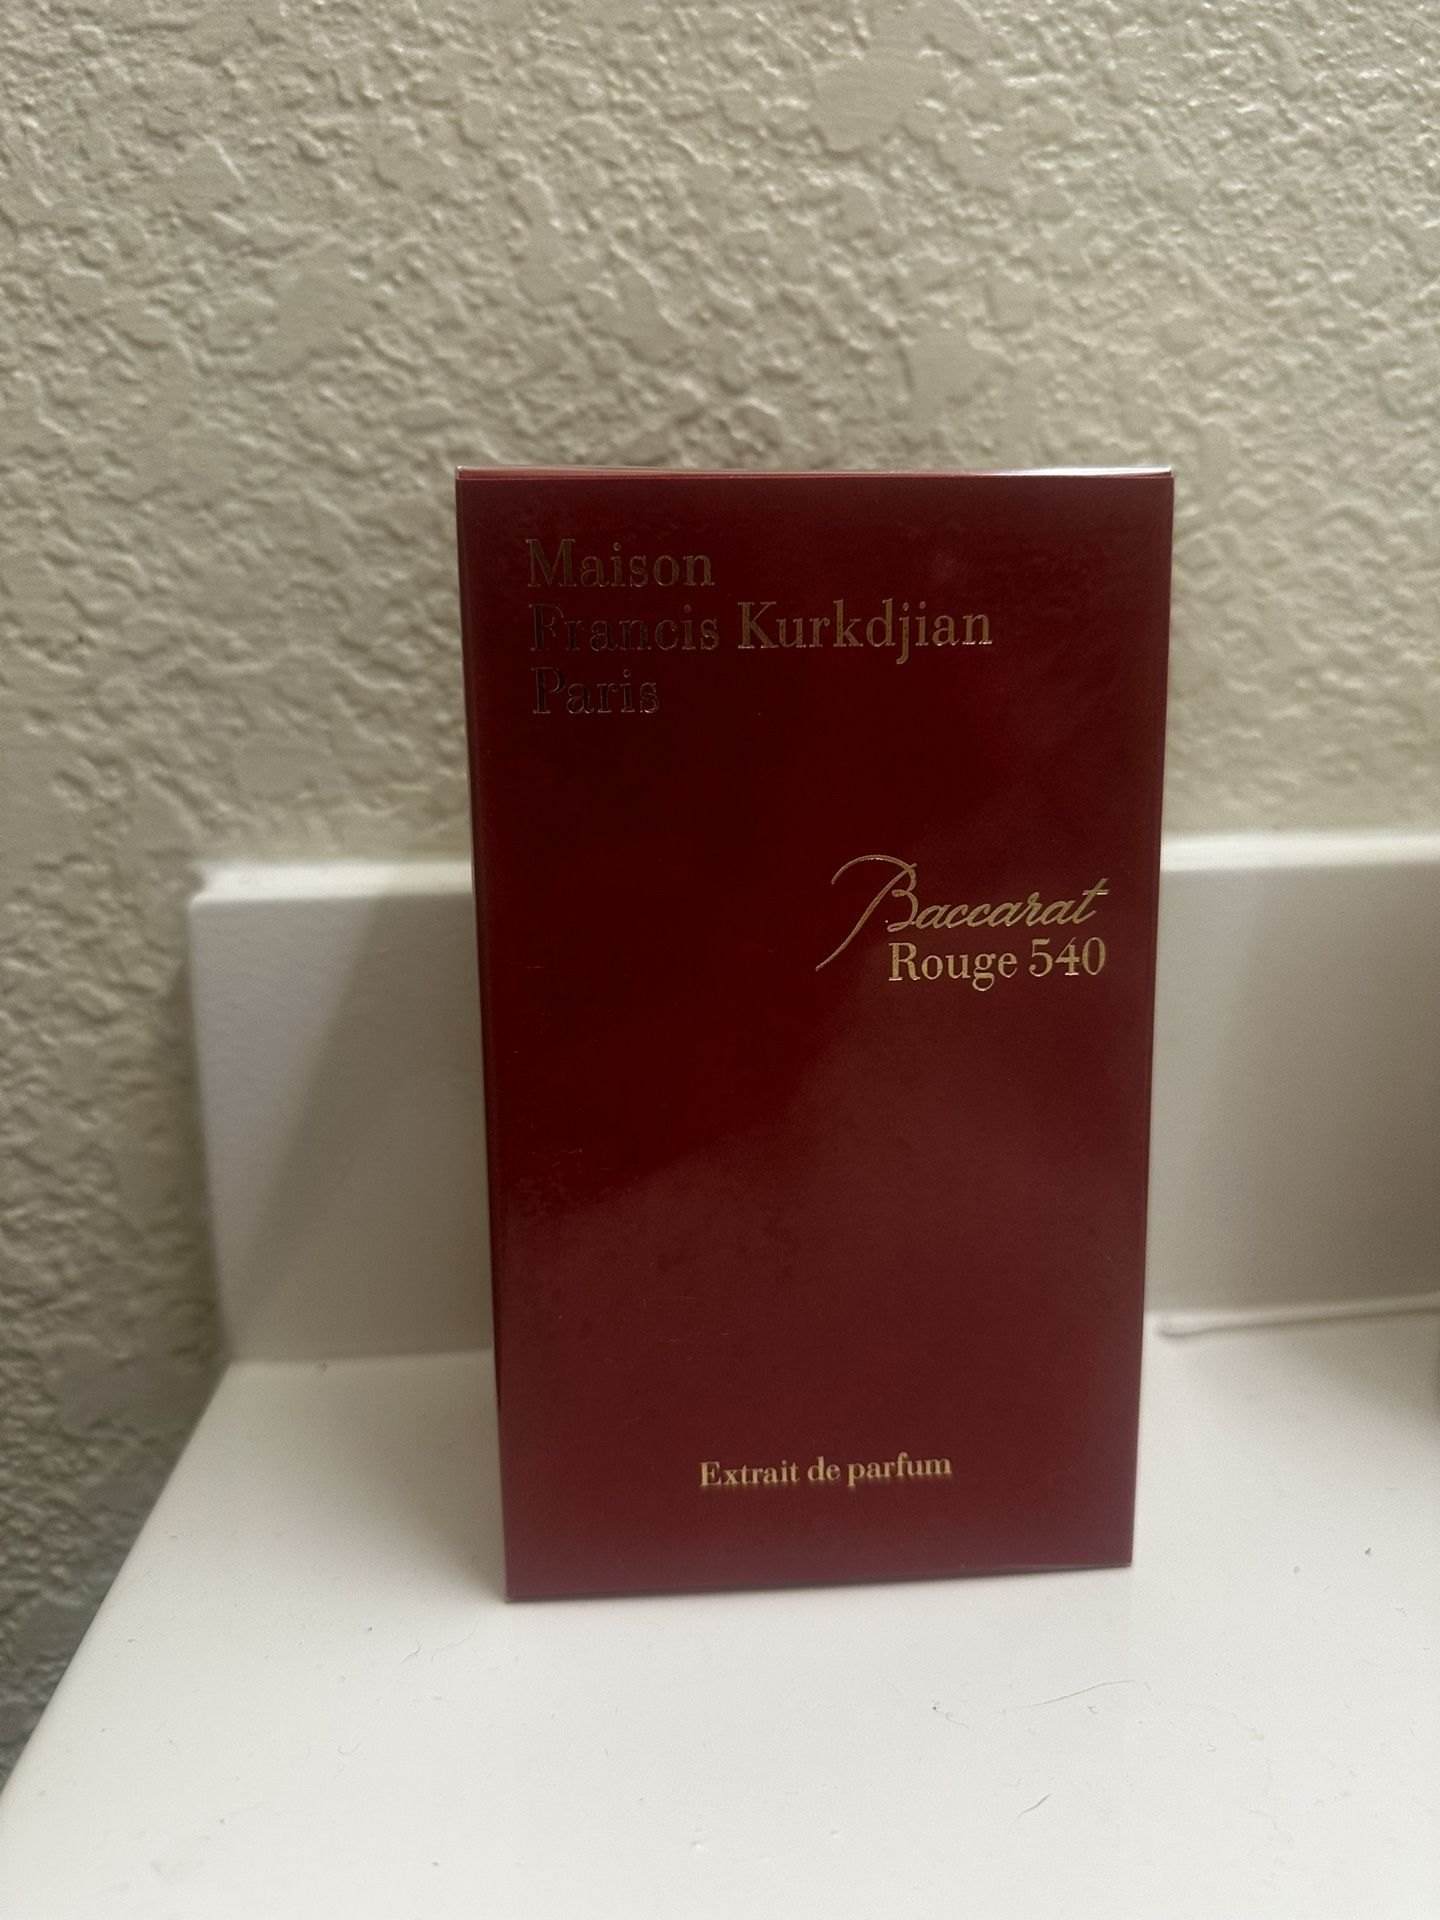 Maison
Francis Kurkdjian
Paris
Baccarat
Rouge 540
Extrait de parfum